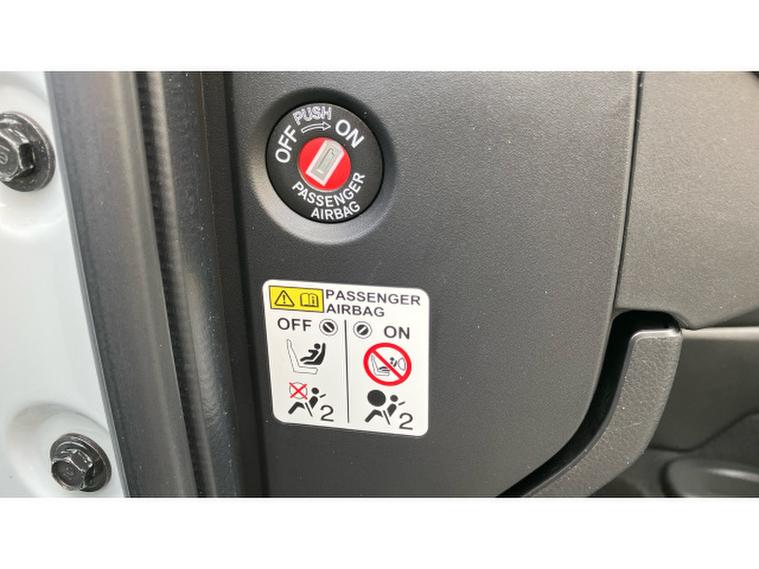 PUSH
OFF ON
PASSENGER
AIRBAG
PASSENGER
AIRBAG
OFF ON
2 2